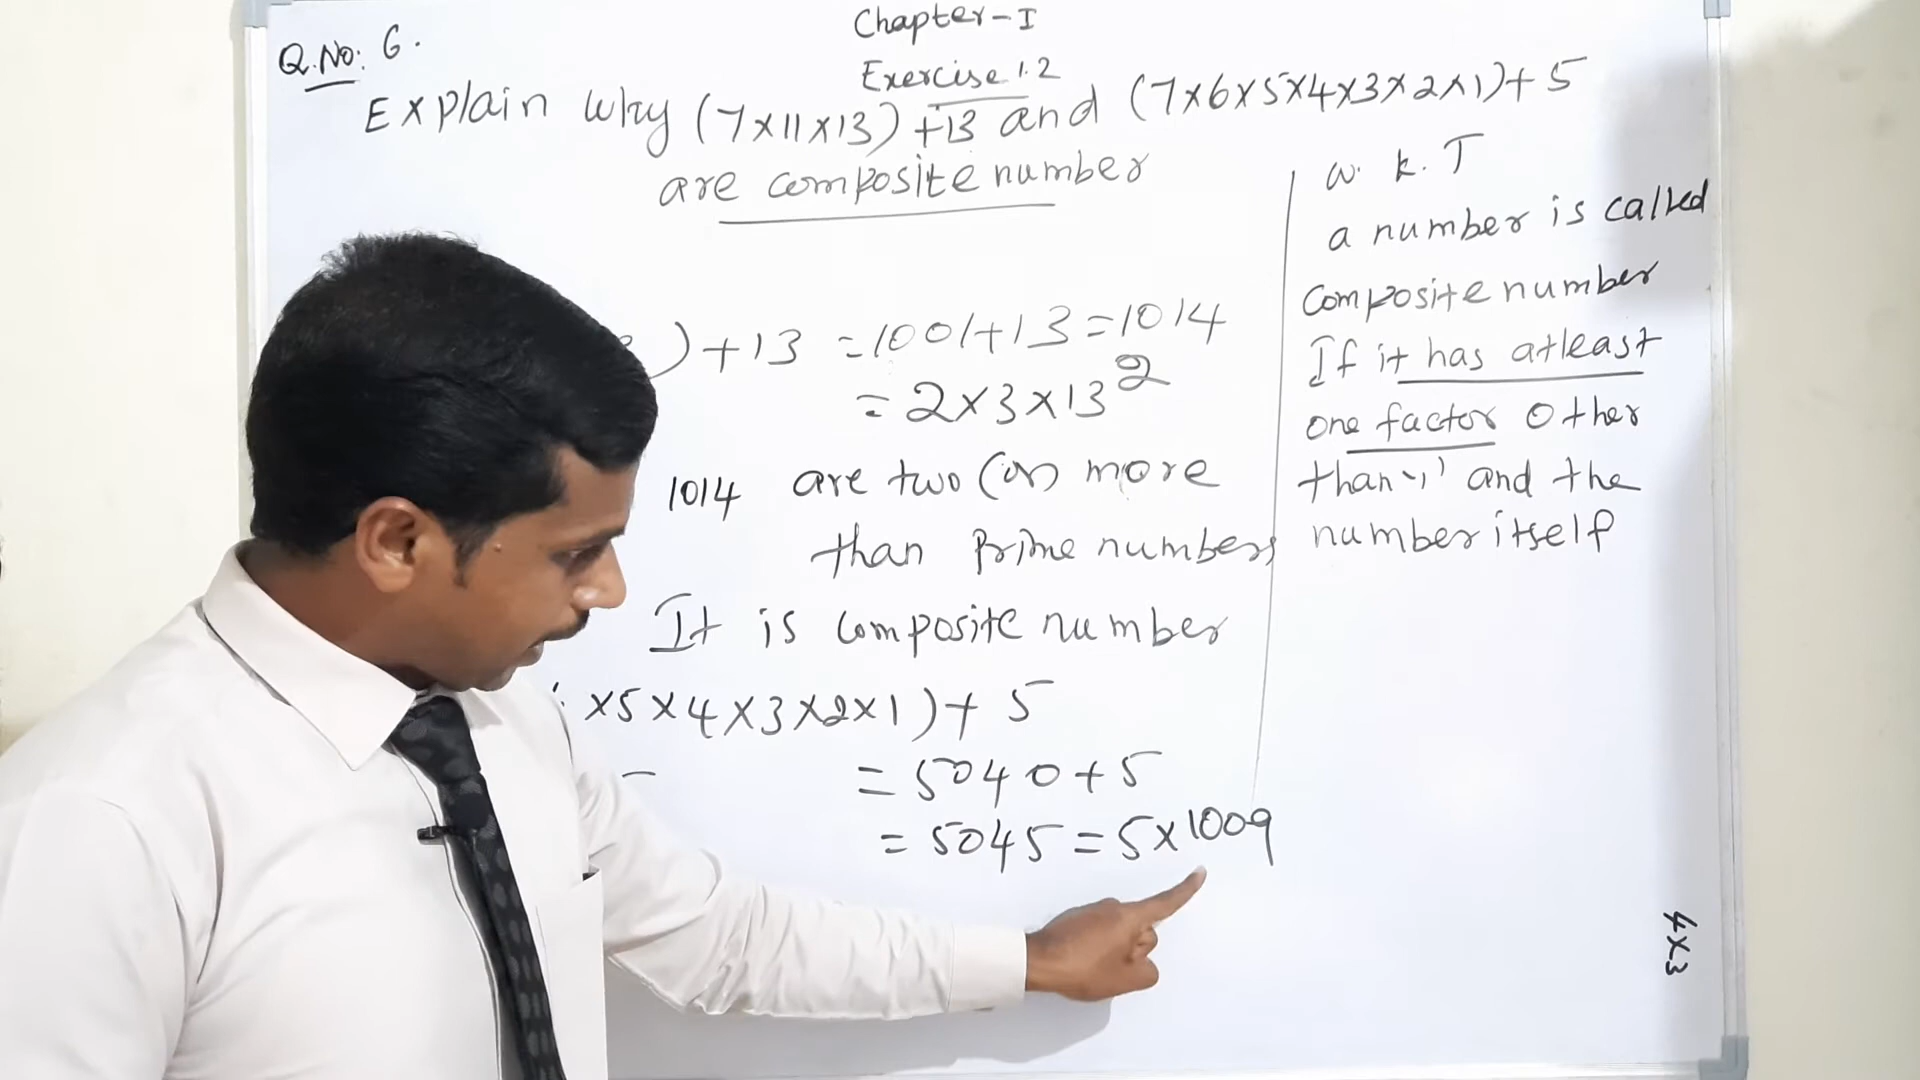 Chapter-I
Q.No: 6.
Exercise 1.2
Explain why (7×11×13)+13 and (7×6×5×4×3×2×1)+5
are composite number
)+13 =1001+13=1014
=2×3×13²
1014 are two (or) more
than Prime numbers
It is composite number
×5×4×3×2×1)+5
=5040+5
=5045=5×1009
w.k.T
a number is called
composite number
If it has atleast
one factor Other
than '1' and the
number itself
4×3